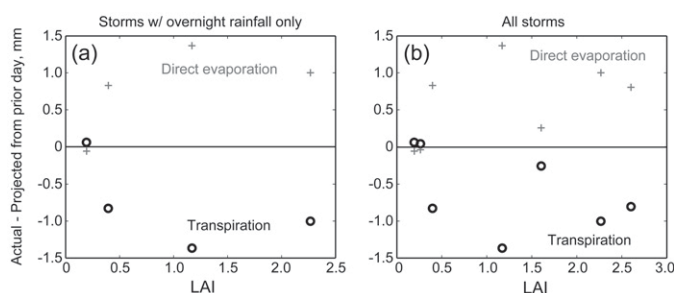 Storms w/ overnight rainfall only
All storms
Actual - Projected from prior day, mm
(a)
Direct evaporation
Transpiration
1.5
1.0
0.5
0
-0.5
-1.0
-1.5
0 0.5 1.0 1.5 2.0 2.5
LAI
(b)
Direct evaporation
Transpiration
1.5
1.0
0.5
0
-0.5
-1.0
-1.5
0 0.5 1.0 1.5 2.0 2.5 3.0
LAI